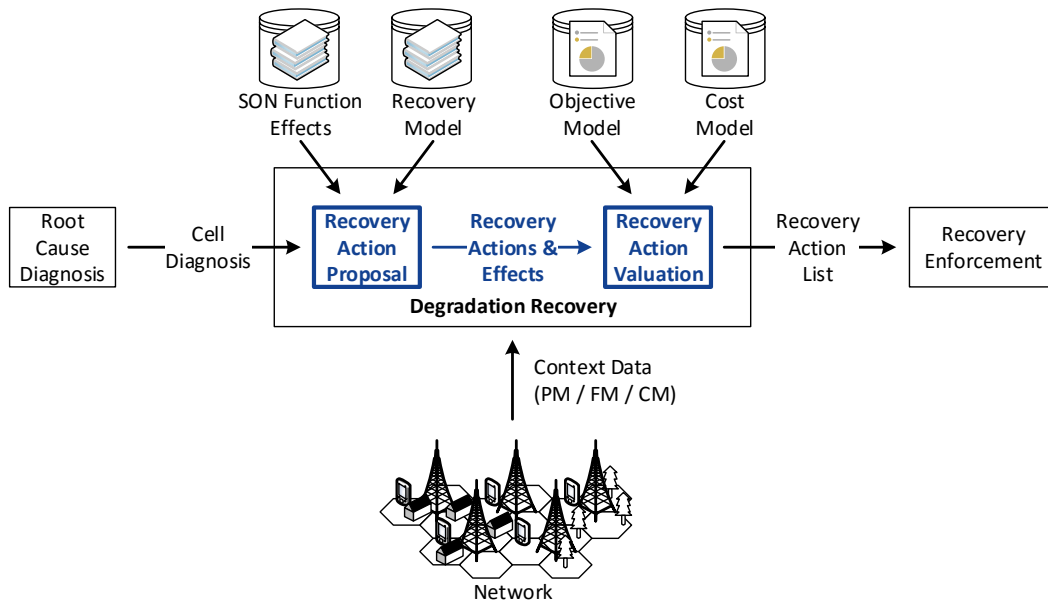 SON Function
Effects
Recovery
Model
Objective
Model
Cost
Model
Root
Cause
Diagnosis
Cell
Diagnosis
Recovery
Action
Proposal
Recovery
Actions &
Effects
Recovery
Action
Valuation
Degradation Recovery
Recovery
Action
List
Recovery
Enforcement
Context Data
(PM / FM / CM)
Network